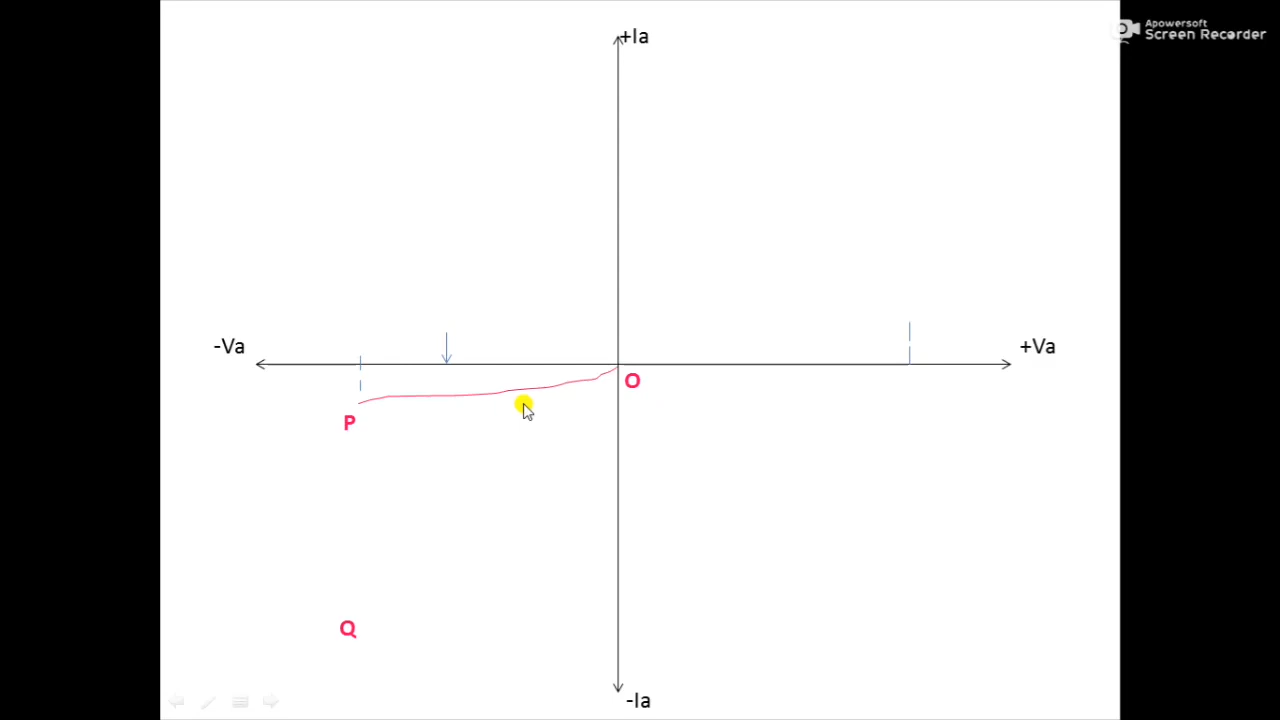 +Ia
Apowersoft
Screen Recorder
-Va
+Va
O
P
Q
-Ia